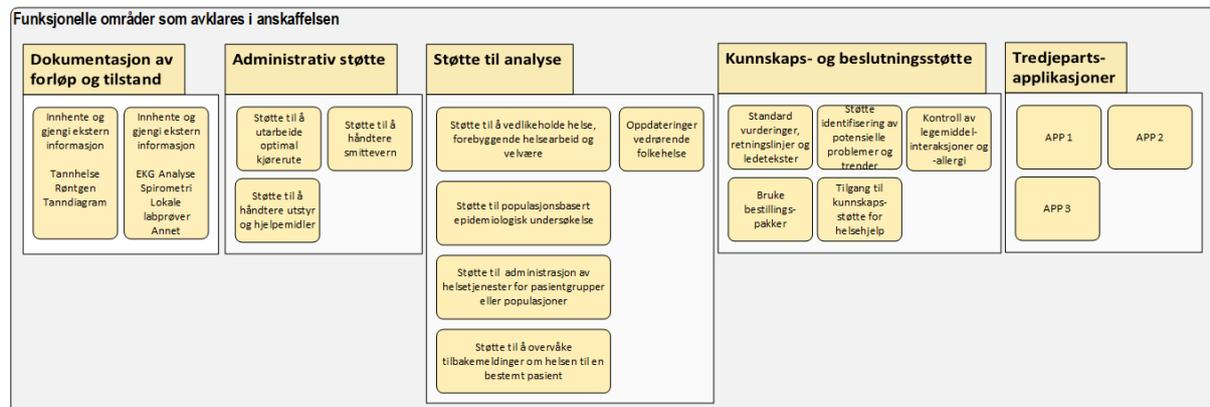 Funksjonelle områder som avklares i anskaffelsen
Dokumentasjon av
forløp og tilstand
Innhente og
gjengi ekstern
informasjon
Tannhelse
Røntgen
Tanndiagram
Innhente og
gjengi ekstern
informasjon
EKG Analyse
Spirometri
Lokale
labprøver
Annet
Administrativ støtte
Støtte til å
utarbeide
optimal
kjørerute
Støtte til å
håndtere
smittevern
Støtte til å
håndtere utstyr
og hjelpemidler
Støtte til analyse
Støtte til å vedlikeholde helse,
forebyggende helsearbeid og
velvære
Oppdateringer
vedrørende
folkehelse
Støtte til populasjonsbasert
epidemiologisk undersøkelse
Støtte til  administrasjon av
helsetjenester for pasientgrupper
eller populasjoner
Støtte til å overvåke
tilbakemeldinger om helsen til en
bestemt pasient
Kunnskaps- og beslutningsstøtte
Standard
vurderinger,
retningslinjer og
ledetekster
Støtte
identifisering av
potensielle
problemer og
trender
Kontroll av
legemiddel-
interaksjoner og
-allergi
Bruke
bestillings-
pakker
Tilgang til
kunnskaps-
støtte for
helsehjelp
Tredjeparts-
applikasjoner
APP 1
APP 2
APP 3